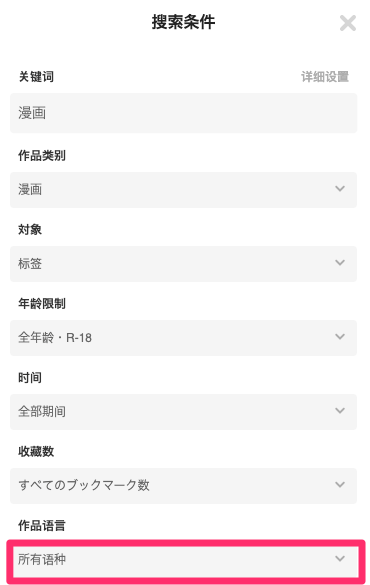 搜索条件
关键词 详细设置
漫画
作品类别
漫画
对象
标签
年龄限制
全年龄・R-18
时间
全部期间
收藏数
すべてのブックマーク数
作品语言
所有语种